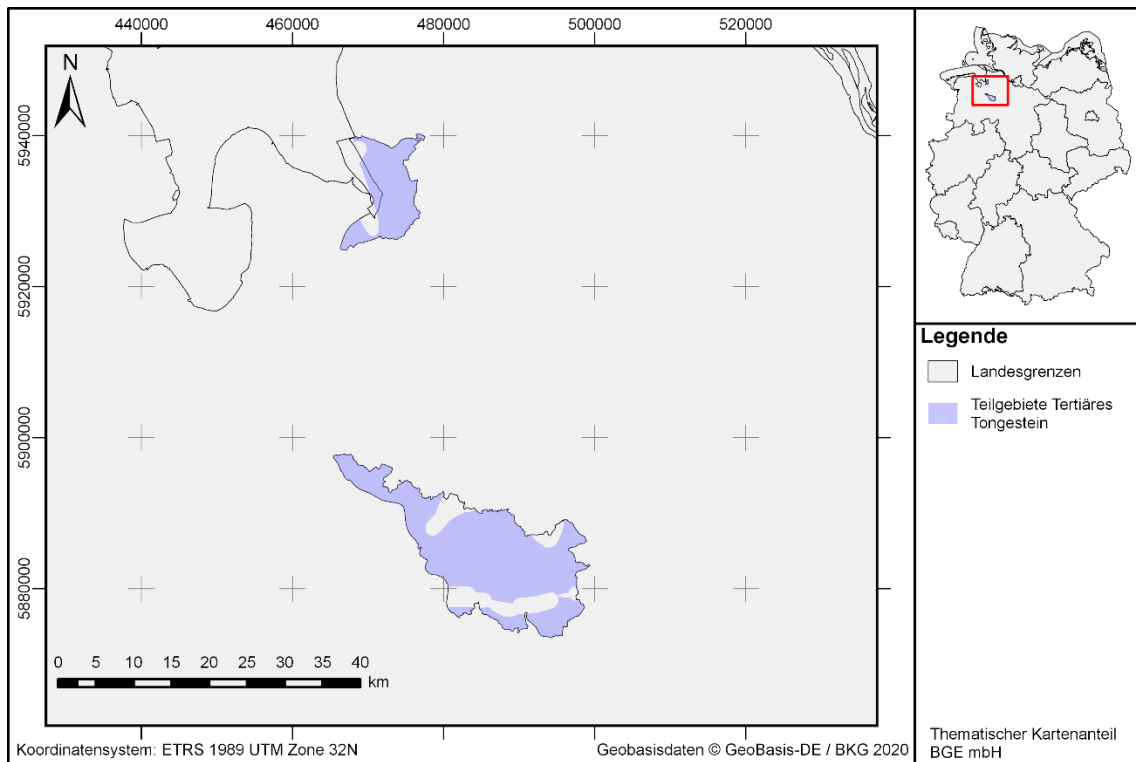 440000 460000 480000 500000 520000
N
5940000
5920000
5900000
5880000
0 5 10 15 20 25 30 35 40
km
Koordinatensystem: ETRS 1989 UTM Zone 32N
Geobasisdaten © GeoBasis-DE / BKG 2020
Legende
Landesgrenzen
Teilgebiete Tertiäres
Tongestein
Thematischer Kartenanteil
BGE mbH